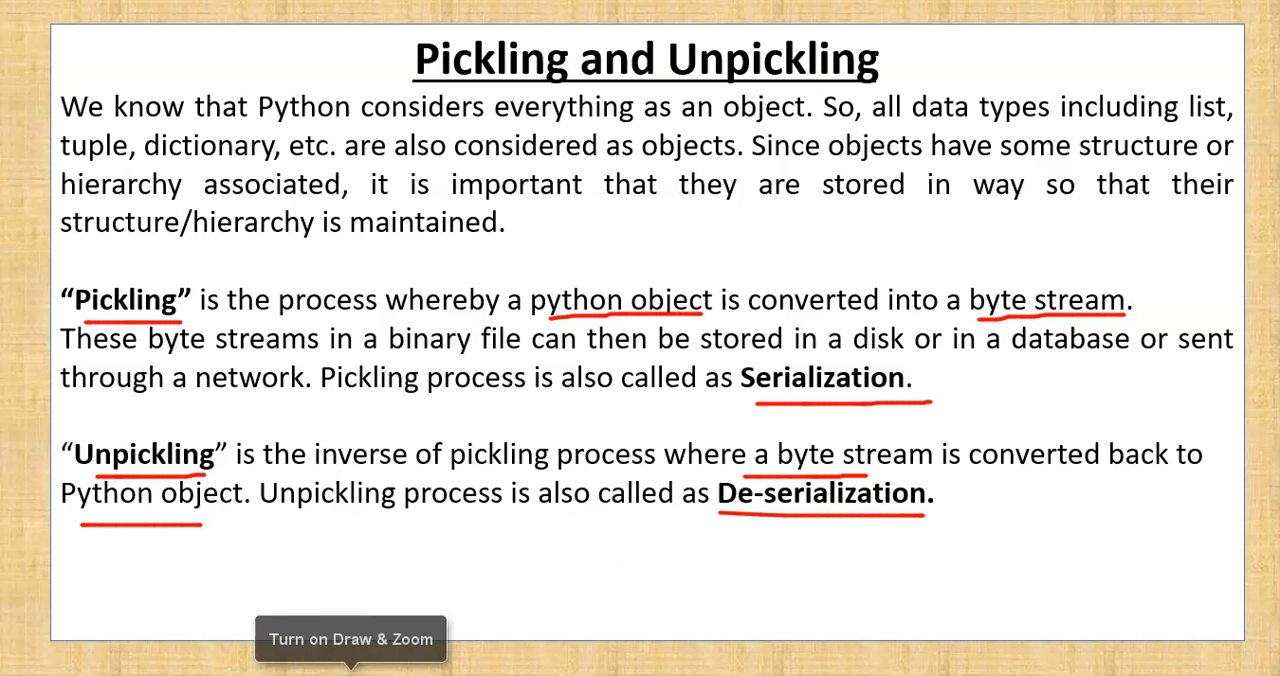 Pickling and Unpickling
We know that Python considers everything as an object. So, all data types including list,
tuple, dictionary, etc. are also considered as objects. Since objects have some structure or
hierarchy associated, it is important that they are stored in way so that their
structure/hierarchy is maintained.
“Pickling” is the process whereby a python object is converted into a byte stream.
These byte streams in a binary file can then be stored in a disk or in a database or sent
through a network. Pickling process is also called as Serialization.
“Unpickling” is the inverse of pickling process where a byte stream is converted back to
Python object. Unpickling process is also called as De-serialization.
Turn on Draw & Zoom